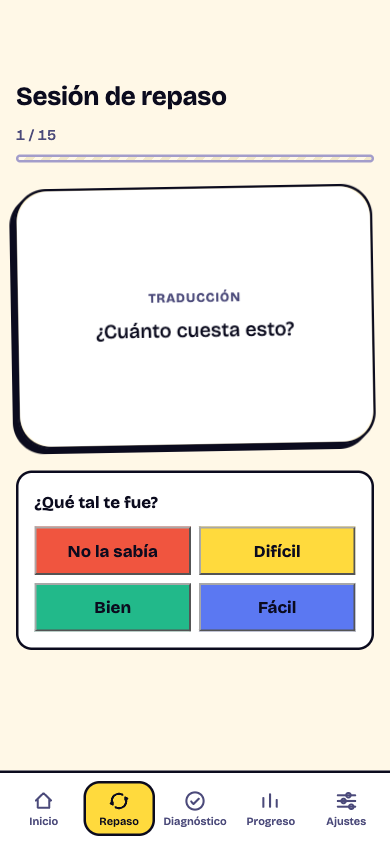 Sesión de repaso
1 / 15
TRADUCCIÓN
¿Cuánto cuesta esto?
¿Qué tal te fue?
No la sabía
Difícil
Bien
Fácil
Inicio
Repaso
Diagnóstico
Progreso
Ajustes